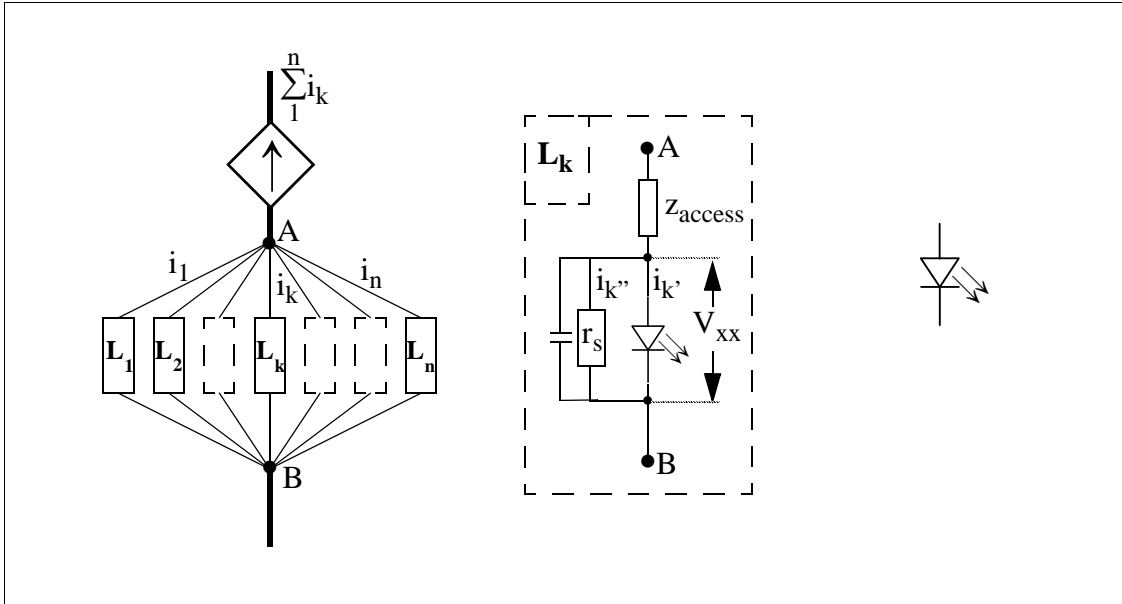 n
∑i_k
1
A
i_1
i_k
i_n
L_1
L_2
L_k
L_n
B
L_k
A
z_access
i_k”
i_k’
r_s
V_xx
B